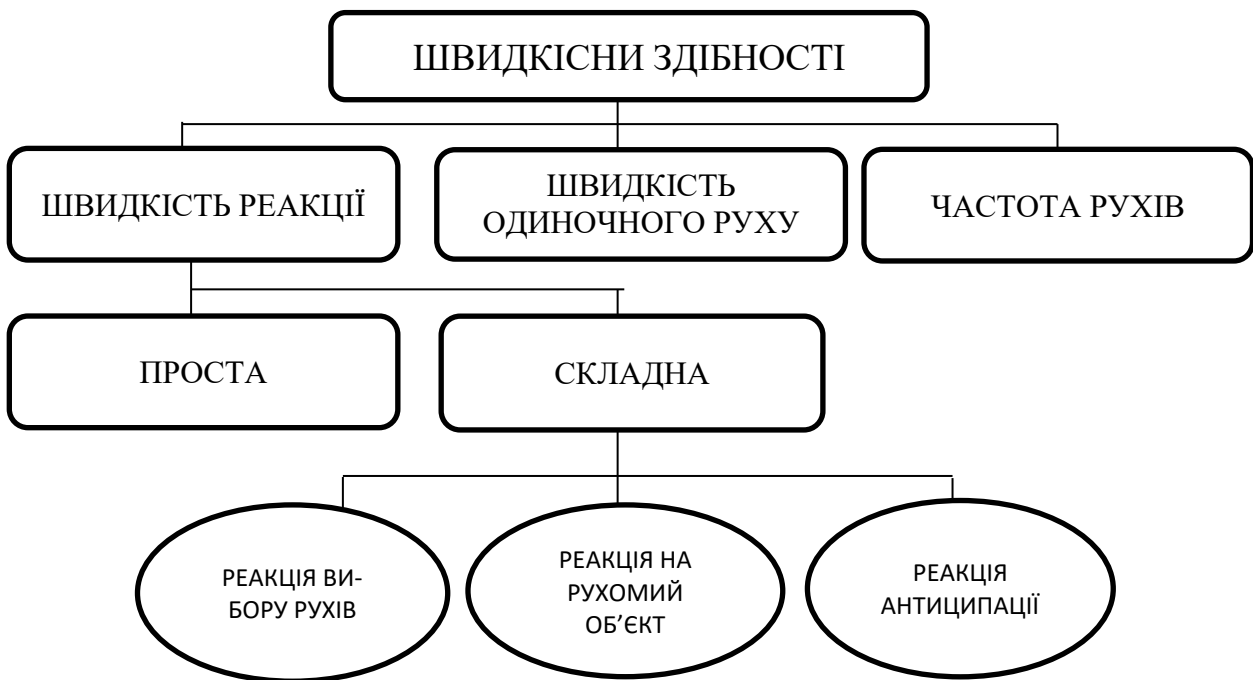 ШВИДКІСНИ ЗДІБНОСТІ
ШВИДКІСТЬ РЕАКЦІЇ
ШВИДКІСТЬ
ОДИНОЧНОГО РУХУ
ЧАСТОТА РУХІВ
ПРОСТА
СКЛАДНА
РЕАКЦІЯ ВИ-
БОРУ РУХІВ
РЕАКЦІЯ НА
РУХОМИЙ
ОБ’ЄКТ
РЕАКЦІЯ
АНТИЦИПАЦІЇ